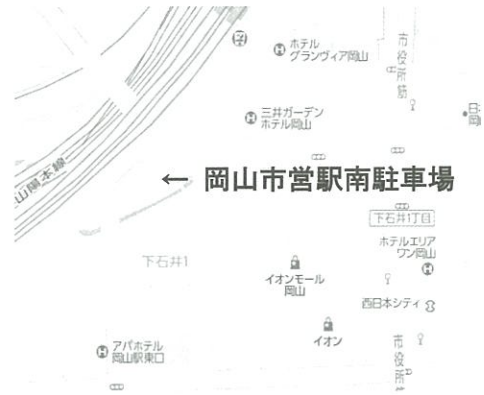 ホテル
グランヴィア岡山
市役所筋
三井ガーデン
ホテル岡山
山陽本線
← 岡山市営駅南駐車場
下石井1丁目
ホテルエリア
ワン岡山
下石井1
イオンモール
岡山
西日本シティ
イオン
アパホテル
岡山駅東口
市役所